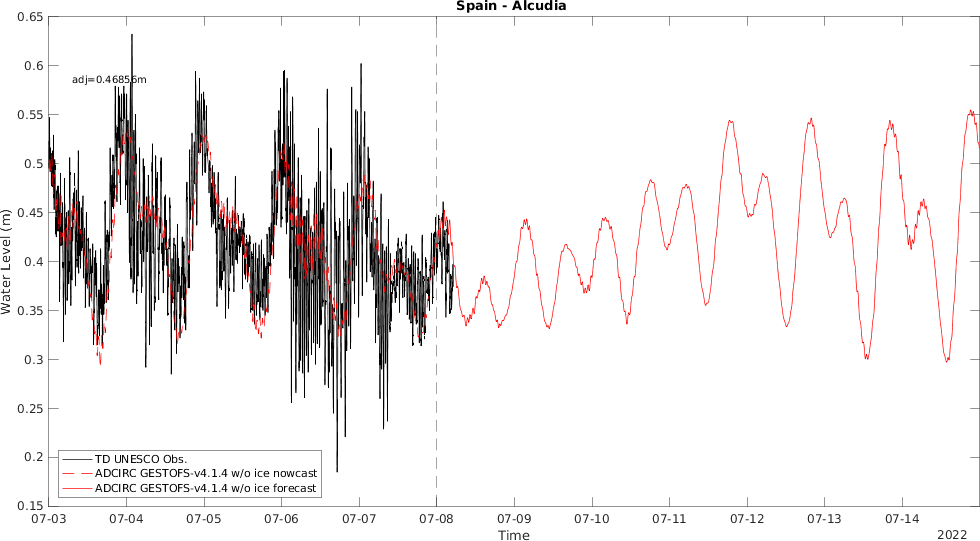 Spain - Alcudia
0.65
0.6
0.55
0.5
0.45
0.4
0.35
0.3
0.25
0.2
0.15
Water Level (m)
adj=0.46856m
TD UNESCO Obs.
ADCIRC GESTOFS-v4.1.4 w/o ice nowcast
ADCIRC GESTOFS-v4.1.4 w/o ice forecast
07-03 07-04 07-05 07-06 07-07 07-08 07-09 07-10 07-11 07-12 07-13 07-14
Time
2022